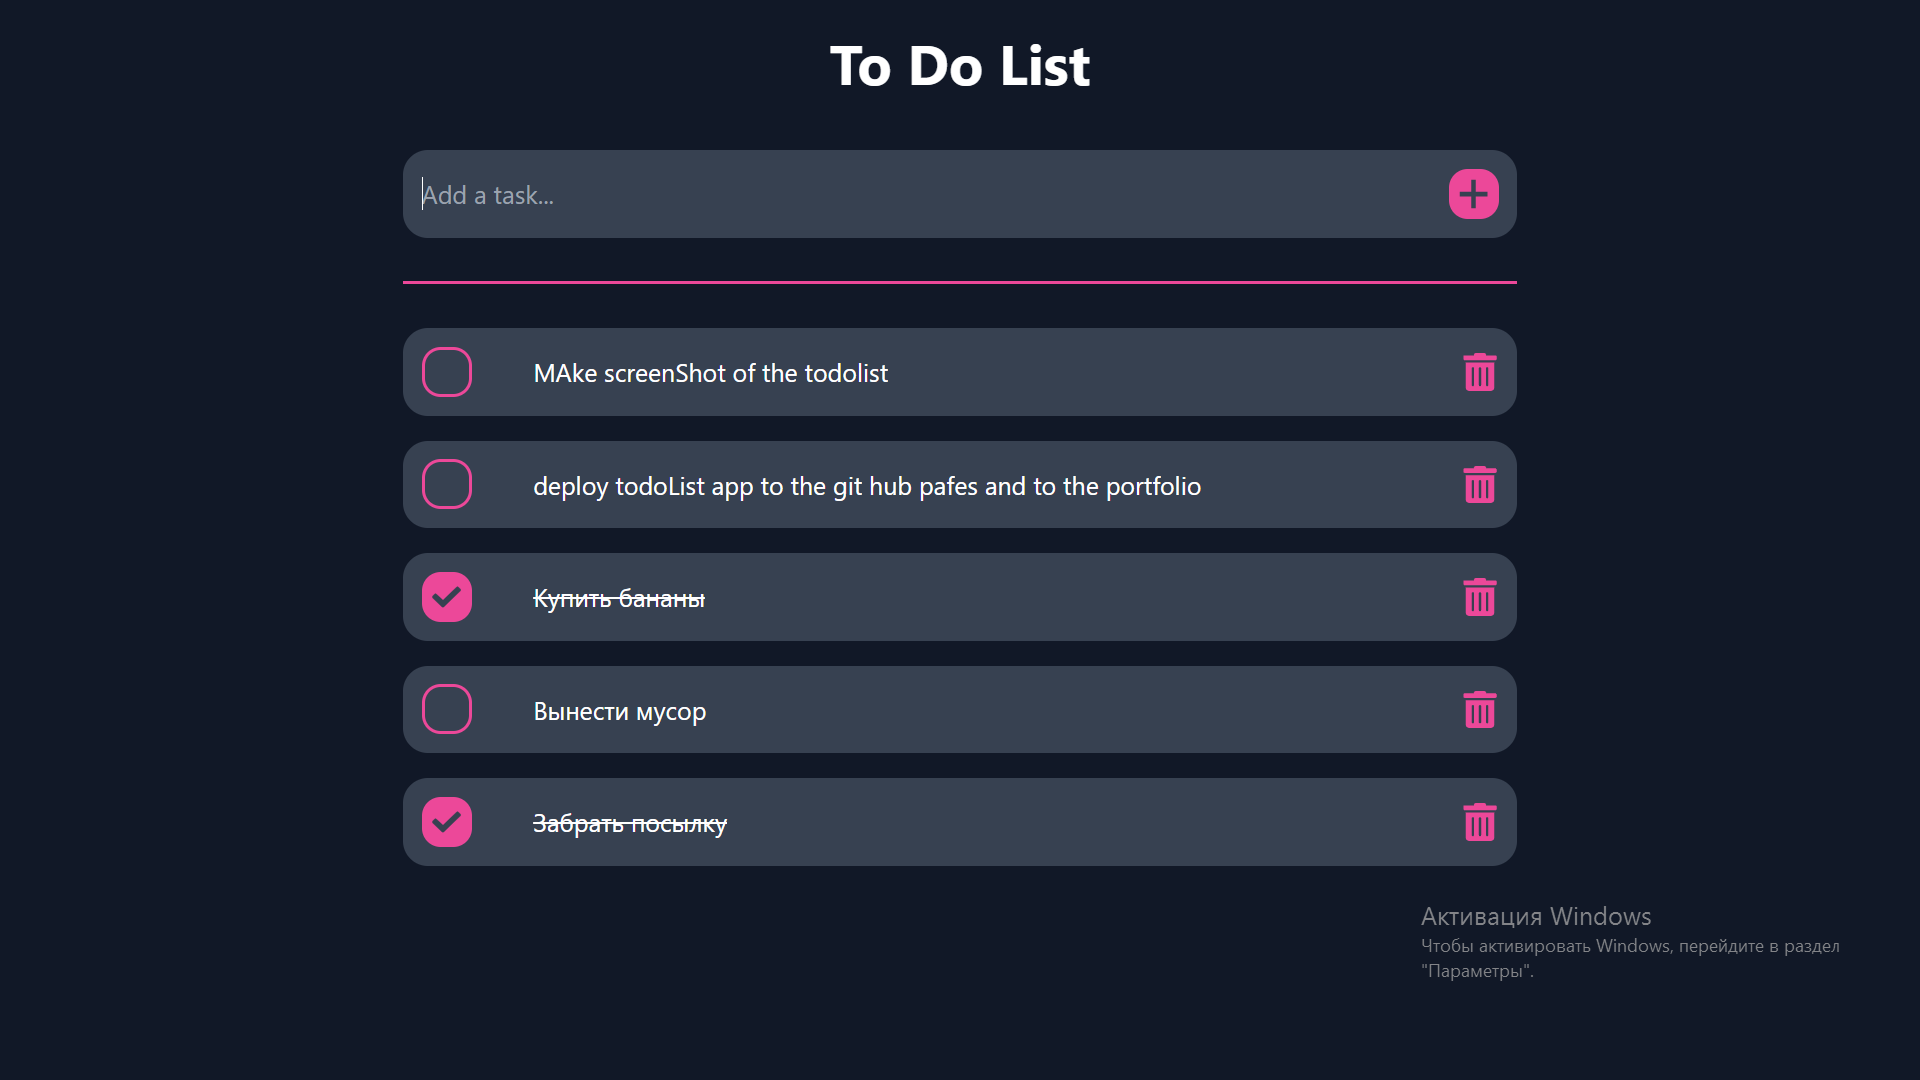 To Do List
Add a task...
MAke screenShot of the todolist
deploy todoList app to the git hub pafes and to the portfolio
Купить бананы
Вынести мусор
Забрать посылку
Активация Windows
Чтобы активировать Windows, перейдите в раздел
"Параметры".